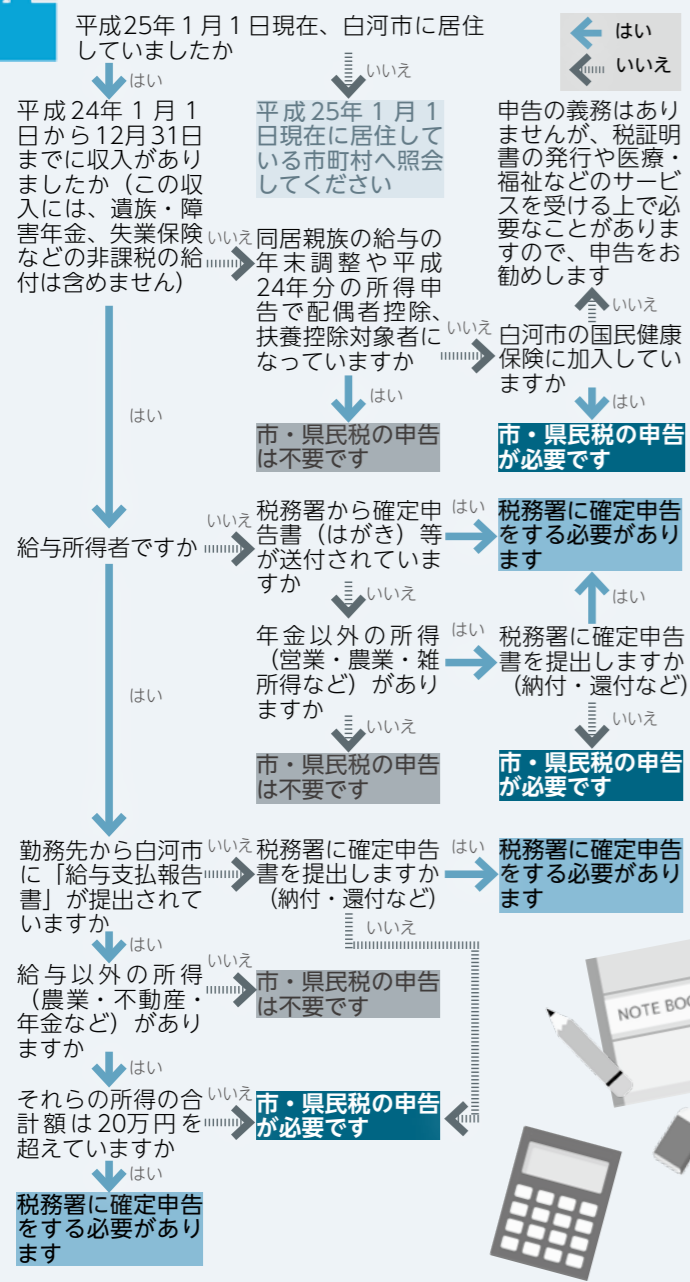 平成25年1月1日現在、白河市に居住
していましたか
はい
いいえ
はい
いいえ
平成24年1月1
日から12月31日
までに収入があり
ましたか（この収
入には、遺族・障
害年金、失業保険
などの非課税の給
付は含めません）
平成25年1月1
日現在に居住して
いる市町村へ照会
してください
申告の義務はあり
ませんが、税証明
書の発行や医療・
福祉などのサービ
スを受ける上で必
要なことがありま
すので、申告をお
勧めします
いいえ
同居親族の給与の
年末調整や平成
24年分の所得申
告で配偶者控除、
扶養控除対象者に
なっていますか
いいえ
いいえ
白河市の国民健康
保険に加入してい
ますか
はい
はい
はい
市・県民税の申告
は不要です
市・県民税の申告
が必要です
給与所得者ですか
いいえ
税務署から確定申
告書（はがき）等
が送付されていま
すか
はい
税務署に確定申告
をする必要があり
ます
いいえ
はい
年金以外の所得
（営業・農業・雑
所得など）があり
ますか
はい
税務署に確定申告
書を提出しますか
（納付・還付など）
はい
いいえ
いいえ
市・県民税の申告
は不要です
市・県民税の申告
が必要です
勤務先から白河市
に「給与支払報告
書」が提出されて
いますか
いいえ
税務署に確定申告
書を提出しますか
（納付・還付など）
はい
税務署に確定申告
をする必要があり
ます
いいえ
はい
給与以外の所得
（農業・不動産・
年金など）があり
ますか
いいえ
市・県民税の申告
は不要です
はい
それらの所得の合
計額は20万円を
超えていますか
いいえ
市・県民税の申告
が必要です
はい
税務署に確定申告
をする必要があり
ます
NOTE